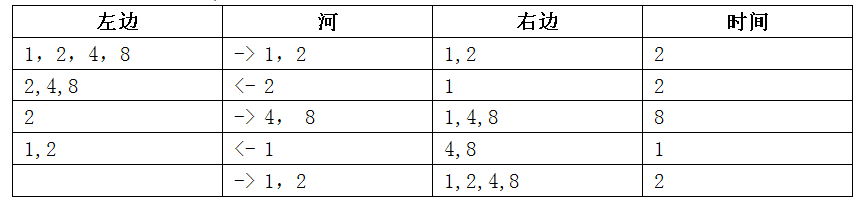 左边 河 右边 时间
1，2，4，8 -> 1，2 1,2 2
2,4,8 <- 2 1 2
2 -> 4， 8 1,4,8 8
1,2 <- 1 4,8 1
-> 1，2 1,2,4,8 2